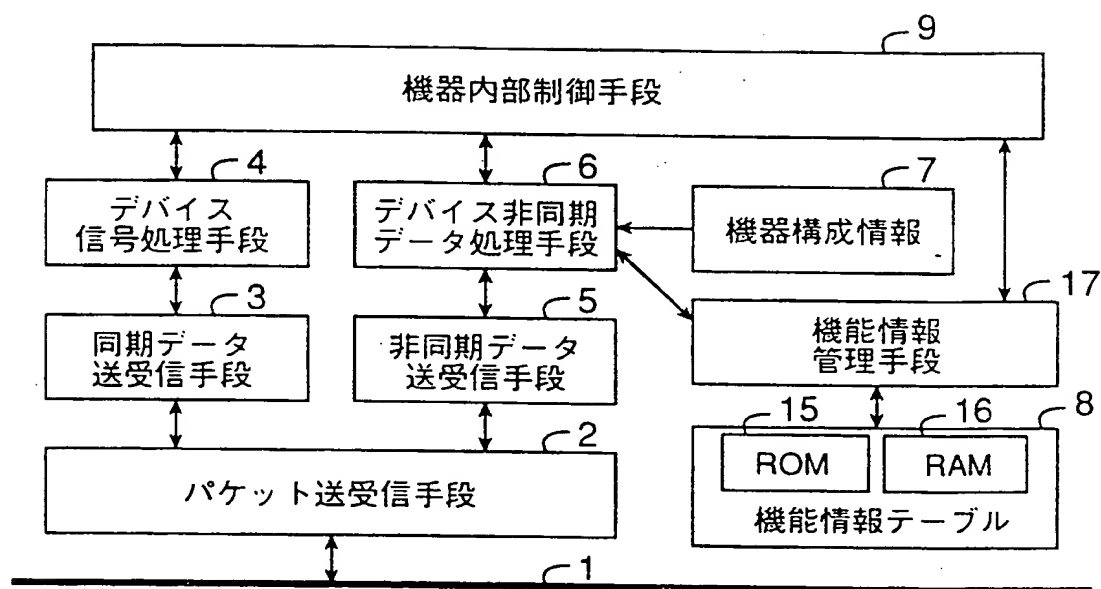 9
機器内部制御手段
4
デバイス
信号処理手段
6
デバイス非同期
データ処理手段
7
機器構成情報
3
同期データ
送受信手段
5
非同期データ
送受信手段
17
機能情報
管理手段
2
パケット送受信手段
15
ROM
16
RAM
8
機能情報テーブル
1